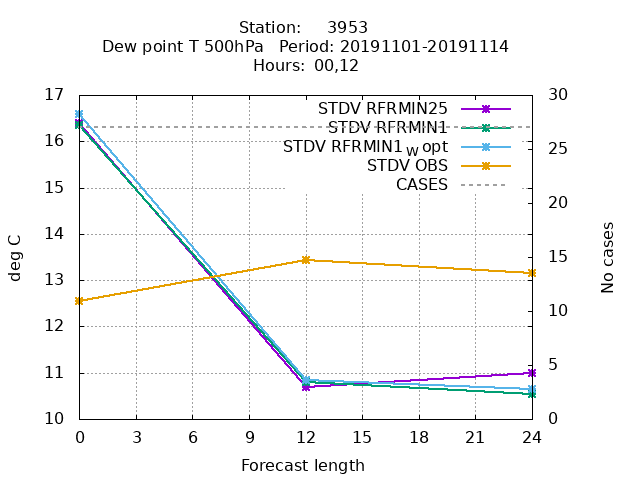 Station: 3953
Dew point T 500hPa Period: 20191101-20191114
Hours: 00,12
17
16
15
14
13
12
11
10
30
25
20
15
10
5
0
STDV RFRMIN25
STDV RFRMIN1
STDV RFRMIN1w opt
STDV OBS
CASES
deg C
No cases
0 3 6 9 12 15 18 21 24
Forecast length